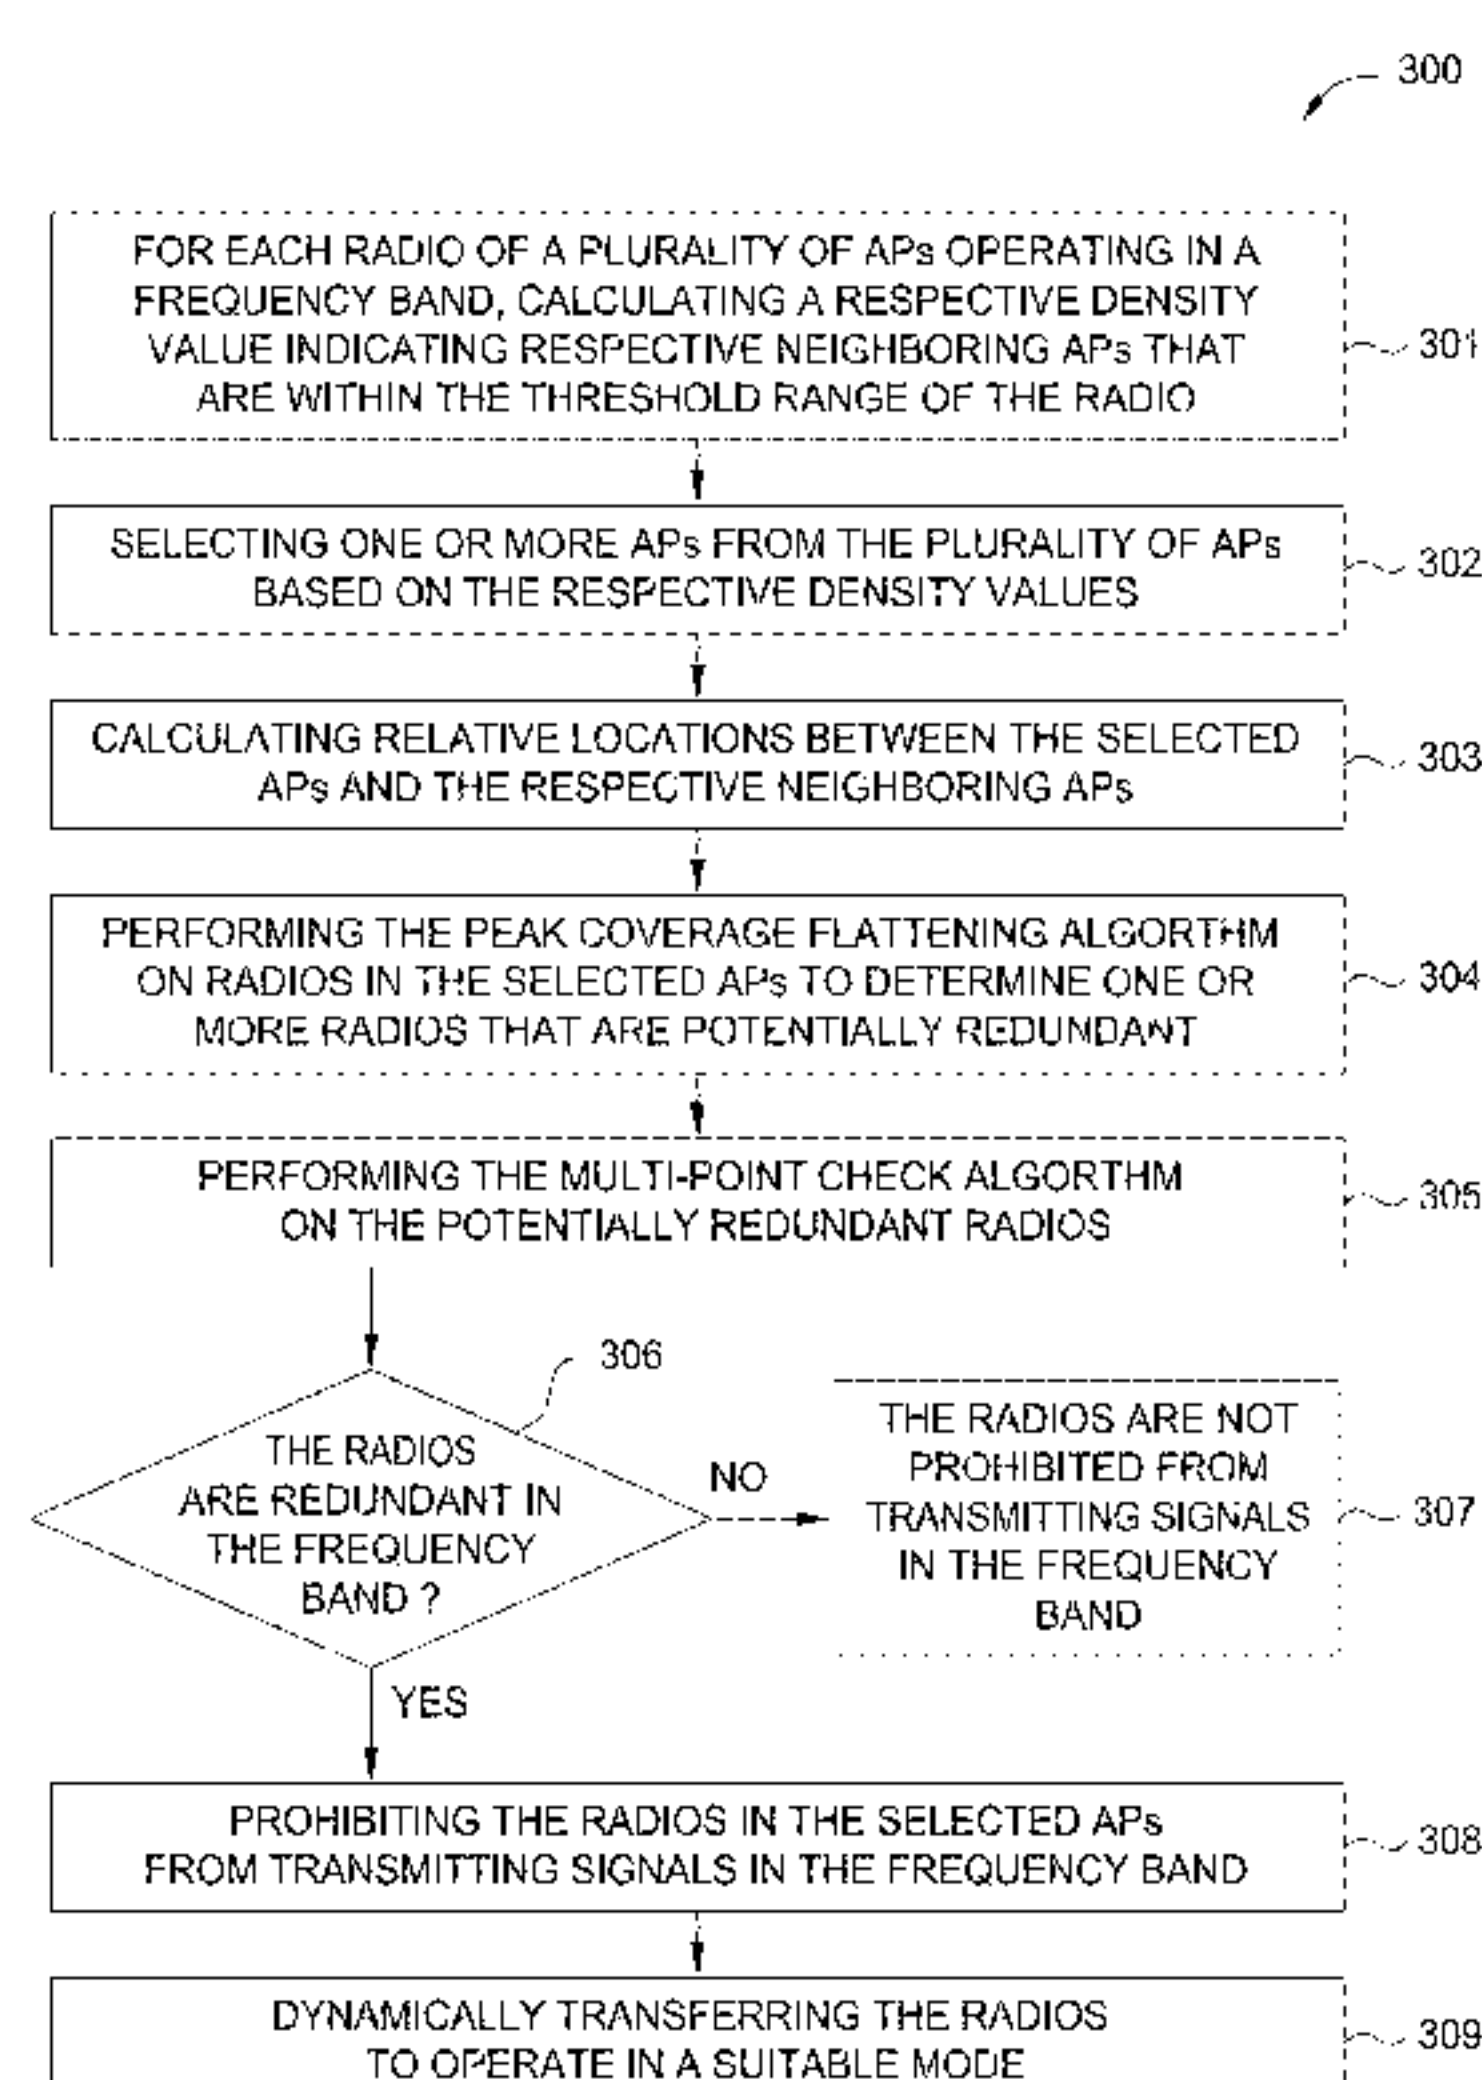 300
FOR EACH RADIO OF A PLURALITY OF APs OPERATING IN A
FREQUENCY BAND, CALCULATING A RESPECTIVE DENSITY
VALUE INDICATING RESPECTIVE NEIGHBORING APs THAT
ARE WITHIN THE THRESHOLD RANGE OF THE RADIO
301
SELECTING ONE OR MORE APs FROM THE PLURALITY OF APs
BASED ON THE RESPECTIVE DENSITY VALUES
302
CALCULATING RELATIVE LOCATIONS BETWEEN THE SELECTED
APs AND THE RESPECTIVE NEIGHBORING APs
303
PERFORMING THE PEAK COVERAGE FLATTENING ALGORTHM
ON RADIOS IN THE SELECTED APs TO DETERMINE ONE OR
MORE RADIOS THAT ARE POTENTIALLY REDUNDANT
304
PERFORMING THE MULTI-POINT CHECK ALGORTHM
ON THE POTENTIALLY REDUNDANT RADIOS
305
306
THE RADIOS
ARE REDUNDANT IN
THE FREQUENCY
BAND ?
NO
THE RADIOS ARE NOT
PROHIBITED FROM
TRANSMITTING SIGNALS
IN THE FREQUENCY
BAND
307
YES
PROHIBITING THE RADIOS IN THE SELECTED APs
FROM TRANSMITTING SIGNALS IN THE FREQUENCY BAND
308
DYNAMICALLY TRANSFERRING THE RADIOS
TO OPERATE IN A SUITABLE MODE
309